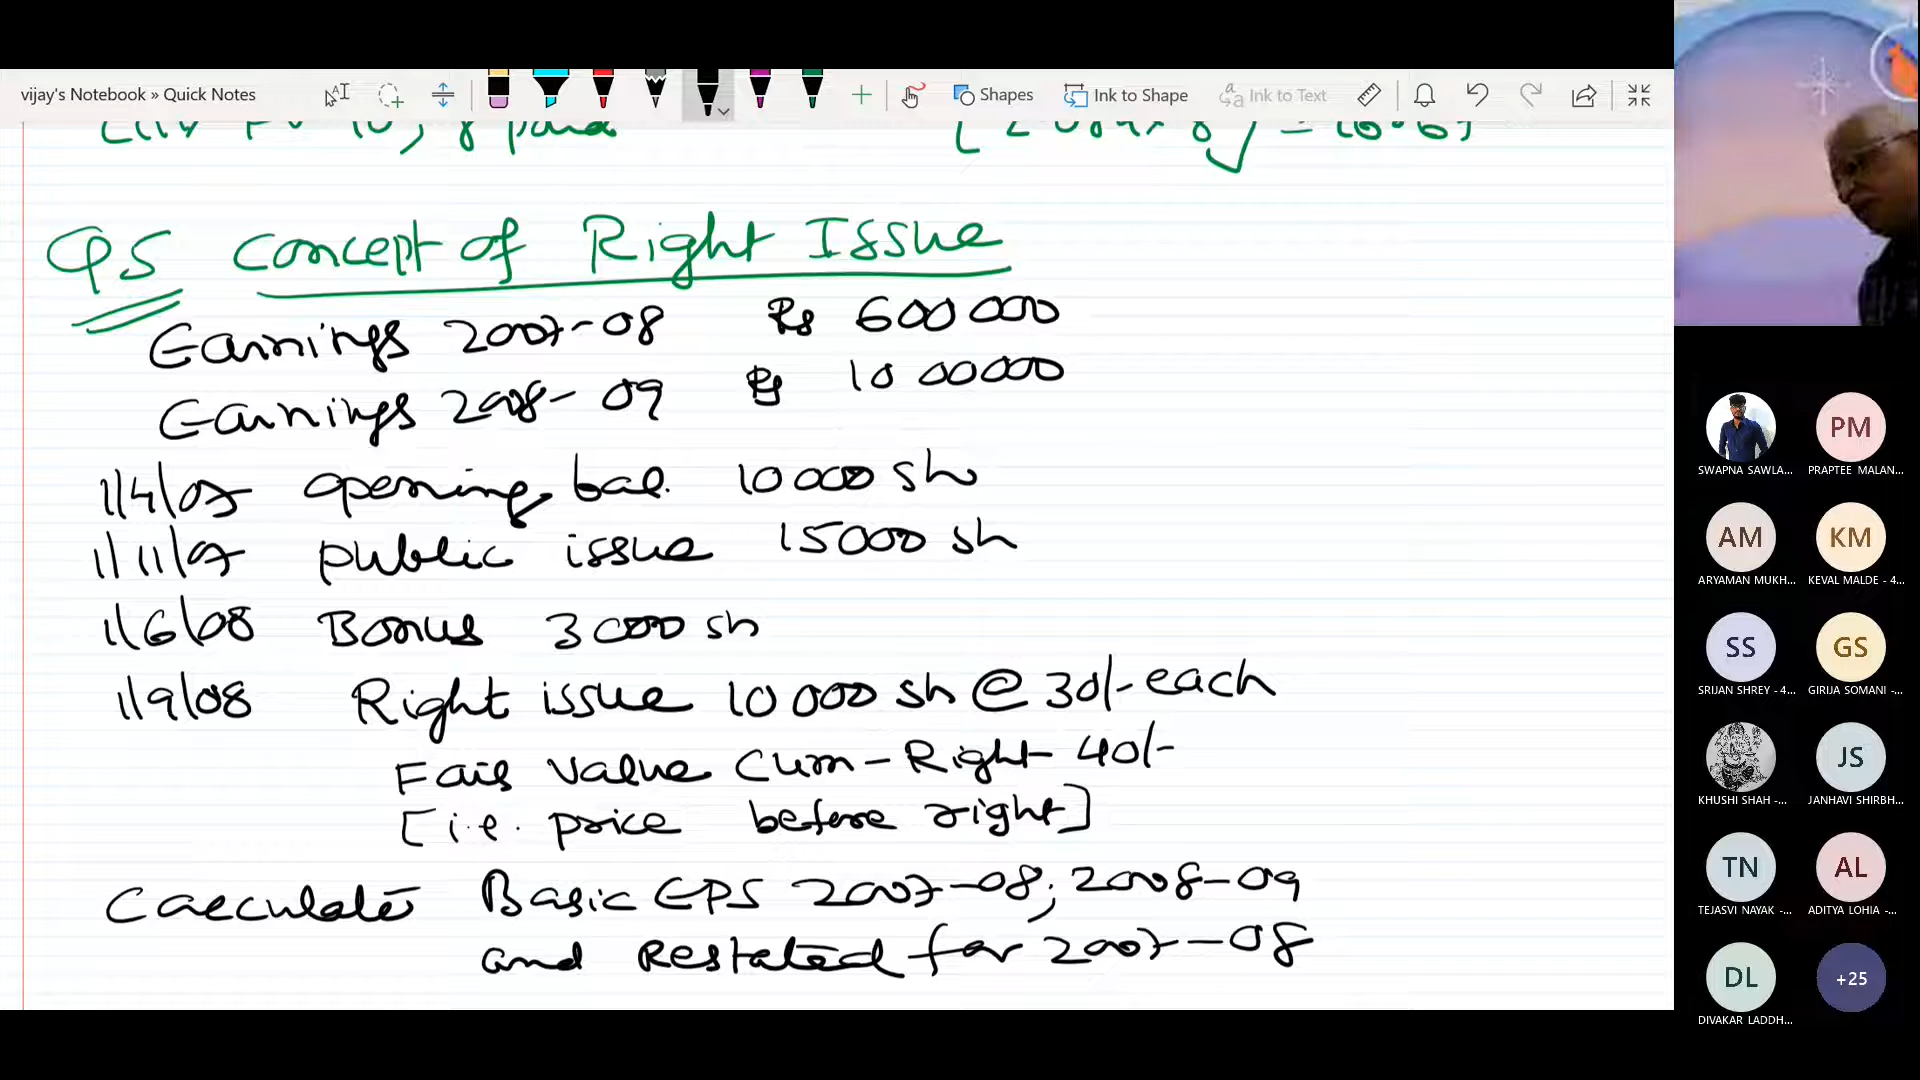 vijay's Notebook » Quick Notes
Shapes
Ink to Shape
Ink to Text
Q5 Concept of Right Issue
Earnings 2007-08 Rs 600000
Earnings 2008-09 Rs 1000000
1/4/07 opening bal. 10000 sh
1/11/07 public issue 15000 sh
1/6/08 Bonus 3000 sh
1/9/08 Right issue 10000 sh @ 30/- each
Fair value Cum-Right 40/-
[i.e. price before right]
Calculate Basic EPS 2007-08; 2008-09
and Restated for 2007-08
SWAPNA SAWLA...
PM
PRAPTEE MALAN...
AM
ARYAMAN MUKH...
KM
KEVAL MALDE - 4...
SS
SRIJAN SHREY - 4...
GS
GIRIJA SOMANI -...
KHUSHI SHAH -...
JS
JANHAVI SHIRBH...
TN
TEJASVI NAYAK -...
AL
ADITYA LOHIA -...
DL
DIVAKAR LADDH...
+25